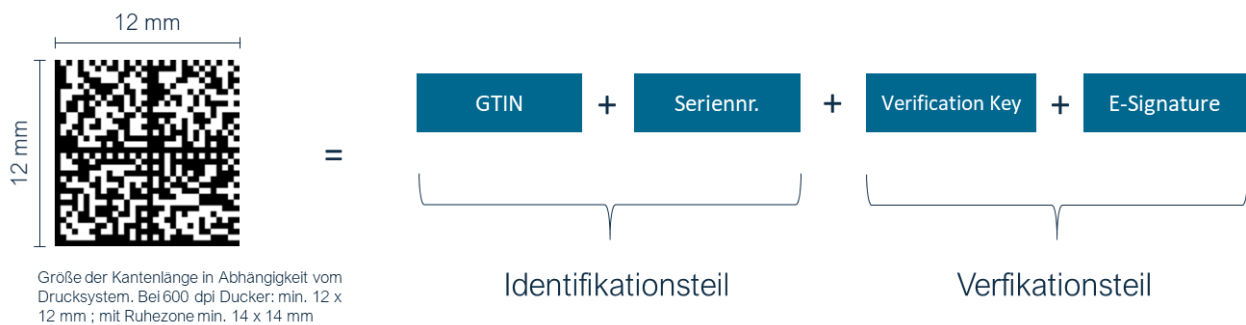 12 mm
12 mm
=
GTIN + Seriennr. + Verification Key + E-Signature
Größe der Kantenlänge in Abhängigkeit vom
Drucksystem. Bei 600 dpi Ducker: min. 12 x
12 mm ; mit Ruhezone min. 14 x 14 mm
Identifikationsteil
Verfikationsteil